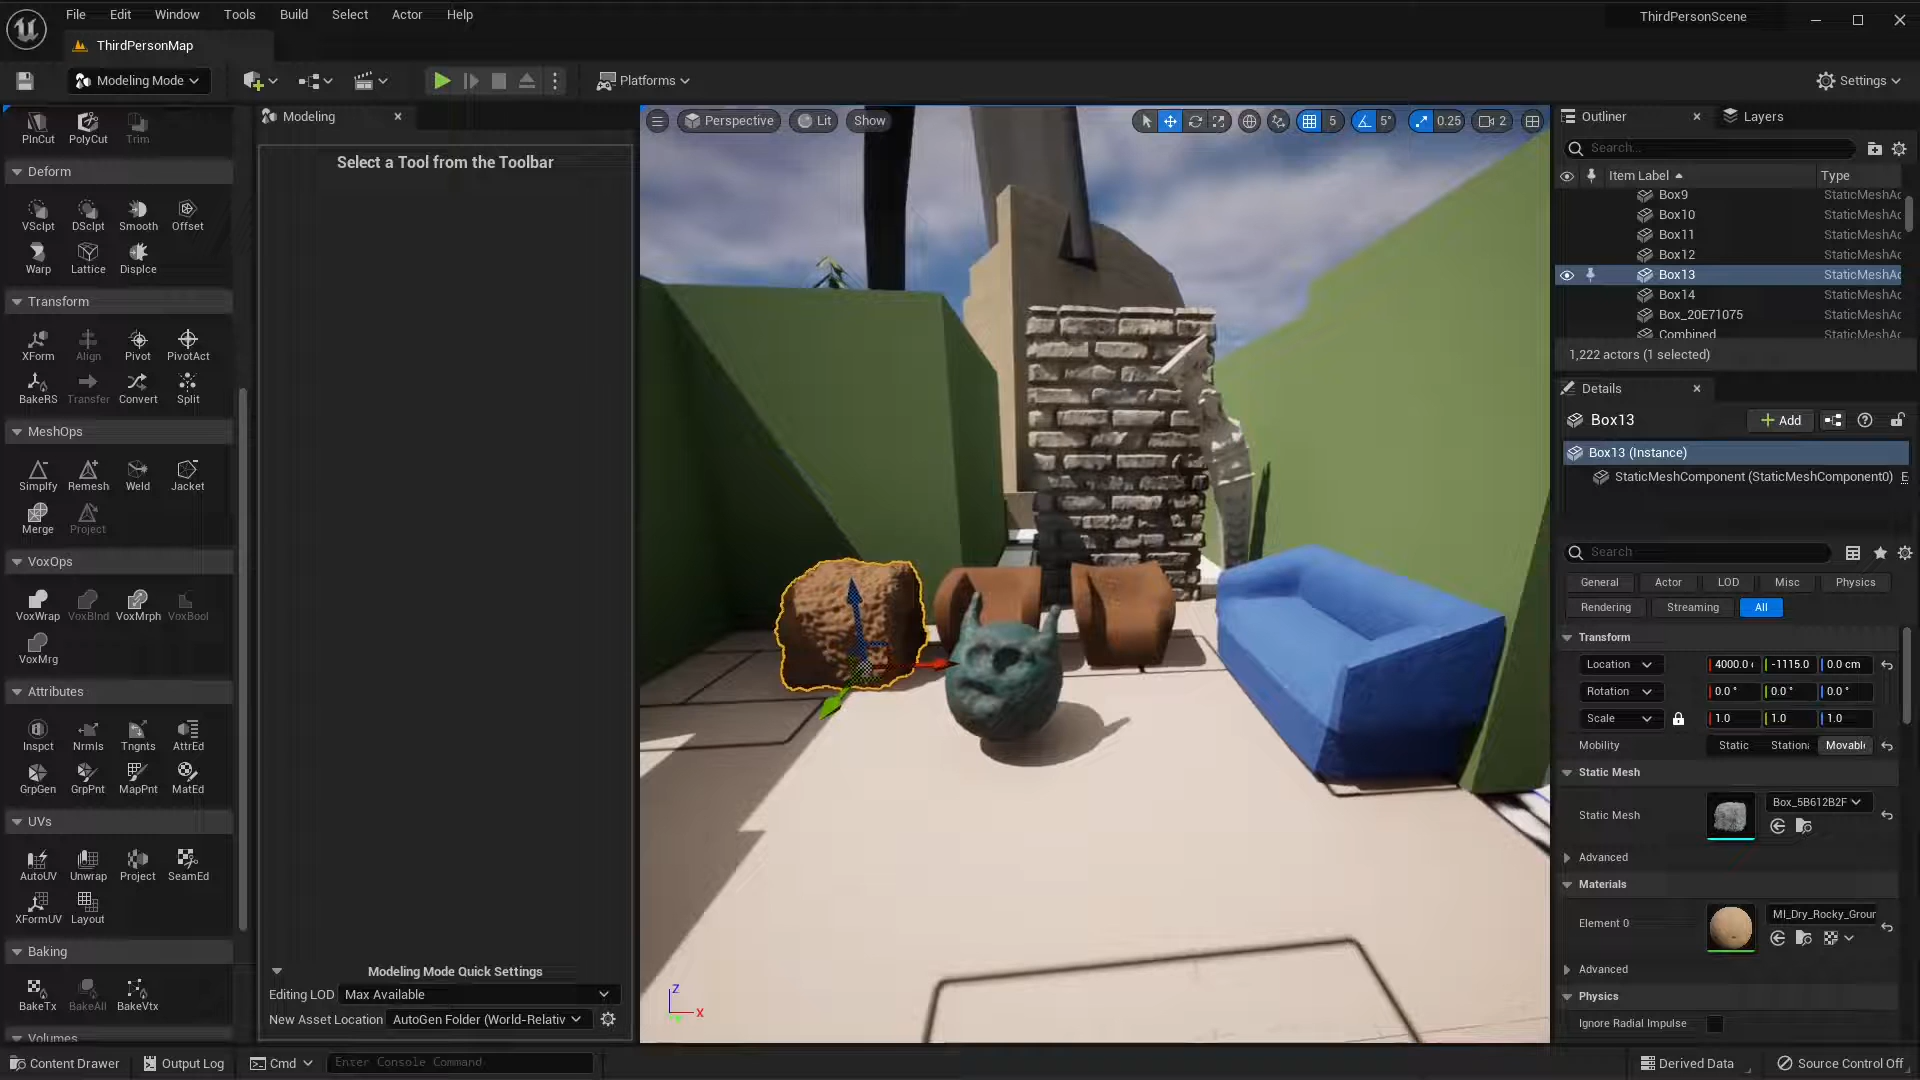 File Edit Window Tools Build Select Actor Help
ThirdPersonScene
ThirdPersonMap
Modeling Mode
Platforms
Settings
PlnCut PolyCut Trim
Deform
VSclpt DSclpt Smooth Offset
Warp Lattice Displce
Transform
XForm Align Pivot PivotAct
BakeRS Transfer Convert Split
MeshOps
Simplfy Remesh Weld Jacket
Merge Project
VoxOps
VoxWrap VoxBlnd VoxMrph VoxBool
VoxMrg
Attributes
Inspct Nrmls Tngnts AttrEd
GrpGen GrpPnt MapPnt MatEd
UVs
AutoUV Unwrap Project SeamEd
XFormUV Layout
Baking
BakeTx BakeAll BakeVtx
Volumes
Modeling
Select a Tool from the Toolbar
Modeling Mode Quick Settings
Editing LOD Max Available
New Asset Location AutoGen Folder (World-Relativ
Perspective Lit Show
5 5° 0.25 2
Z
X
Outliner Layers
Search...
Item Label Type
Box9 StaticMeshAc
Box10 StaticMeshAc
Box11 StaticMeshAc
Box12 StaticMeshAc
Box13 StaticMeshAc
Box14 StaticMeshAc
Box_20E71075 StaticMeshAc
Combined StaticMeshAc
1,222 actors (1 selected)
Details
Box13 Add
Box13 (Instance)
StaticMeshComponent (StaticMeshComponent0) E
Search
General Actor LOD Misc Physics
Rendering Streaming All
Transform
Location 4000.0 -1115.0 0.0 cm
Rotation 0.0 ° 0.0 ° 0.0 °
Scale 1.0 1.0 1.0
Mobility Static Station Movabl
Static Mesh
Static Mesh Box_5B612B2F
Advanced
Materials
Element 0 MI_Dry_Rocky_Groun
Advanced
Physics
Ignore Radial Impulse
Content Drawer Output Log Cmd Enter Console Command
Derived Data Source Control Off